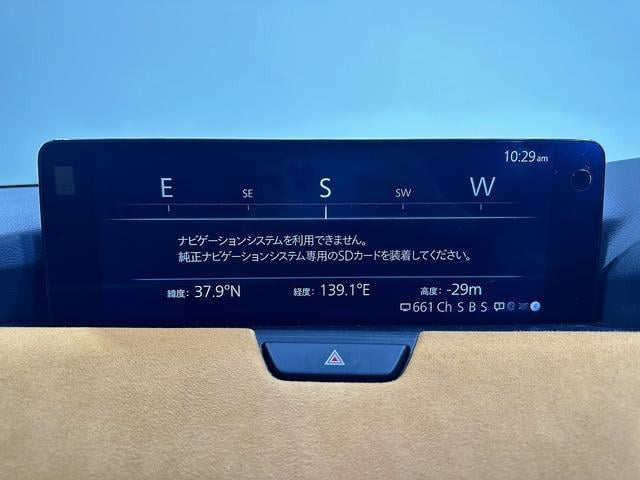 10:29am
E SE S SW W
ナビゲーションシステムを利用できません。
純正ナビゲーションシステム専用のSDカードを装着してください。
緯度: 37.9°N 経度: 139.1°E 高度: -29m
661 Ch S B S